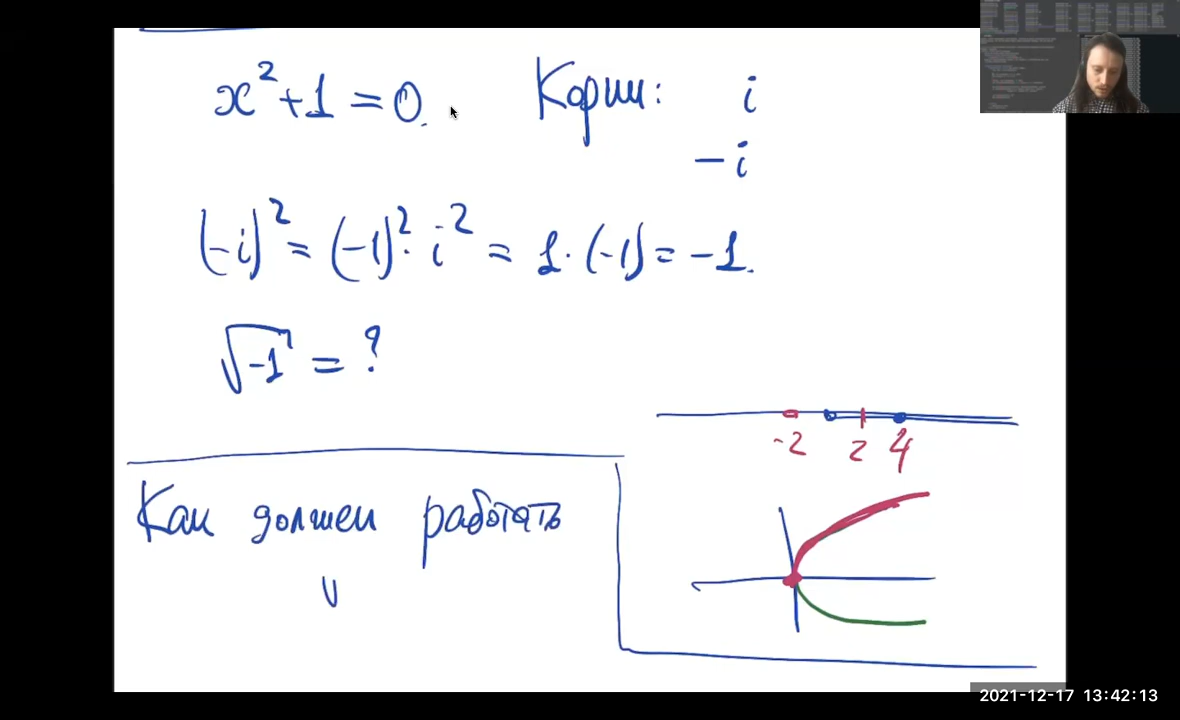 x² + 1 = 0. Корни: i
− i
(−i)² = (−1)² · i² = 1 · (−1) = −1.
√−1 = ?
-2 2 4
Как должен работать
2021-12-17 13:42:13